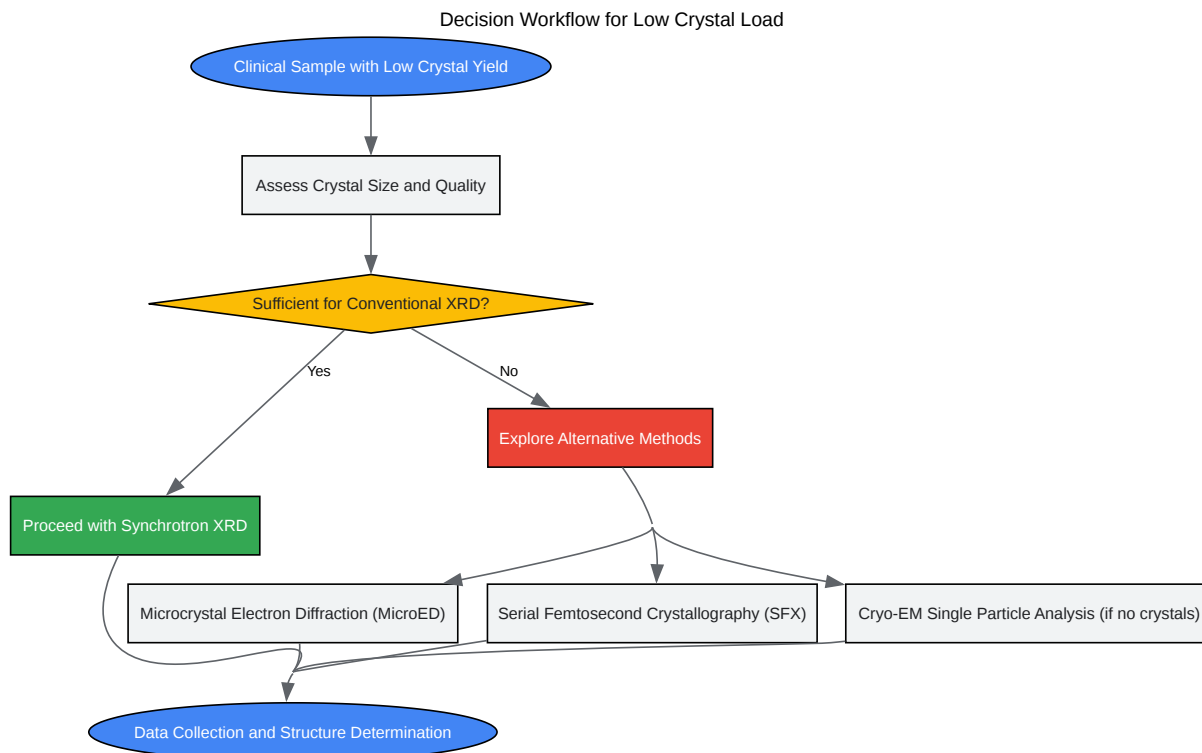 Decision Workflow for Low Crystal Load
Clinical Sample with Low Crystal Yield
Assess Crystal Size and Quality
Sufficient for Conventional XRD?
Yes
No
Explore Alternative Methods
Proceed with Synchrotron XRD
Microcrystal Electron Diffraction (MicroED)
Serial Femtosecond Crystallography (SFX)
Cryo-EM Single Particle Analysis (if no crystals)
Data Collection and Structure Determination